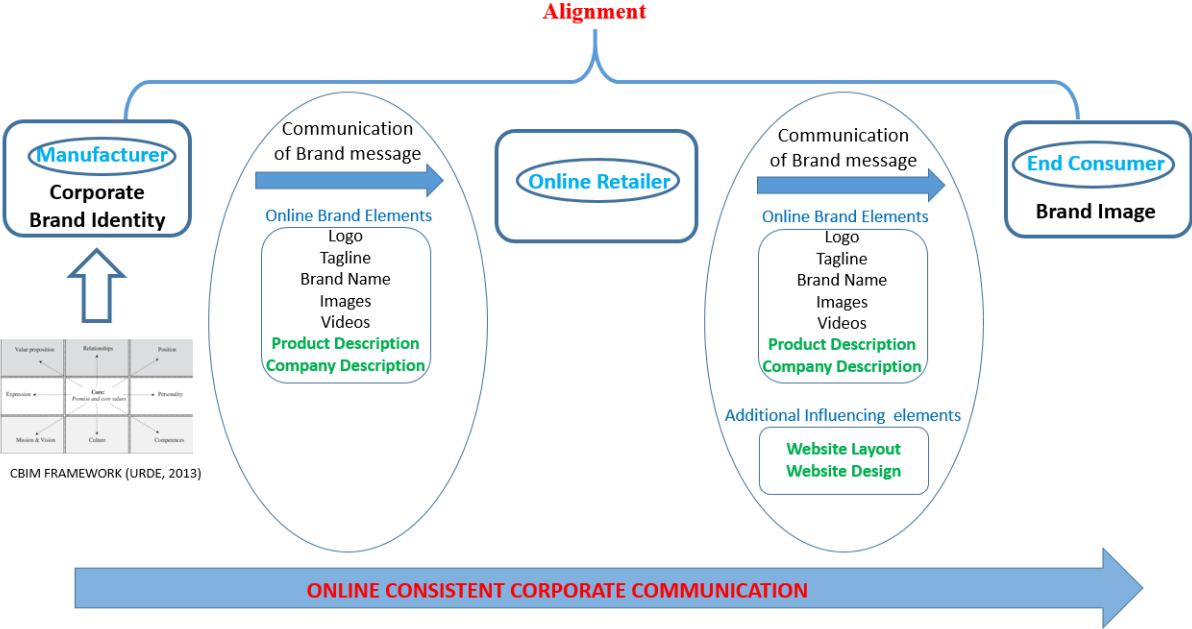 Alignment
Manufacturer
Corporate
Brand Identity
Communication
of Brand message
Online Brand Elements
Logo
Tagline
Brand Name
Images
Videos
Product Description
Company Description
Online Retailer
Communication
of Brand message
Online Brand Elements
Logo
Tagline
Brand Name
Images
Videos
Product Description
Company Description
Additional Influencing elements
Website Layout
Website Design
End Consumer
Brand Image
Value proposition
Relationships
Position
Expression
Core:
Promise and core values
Personality
Mission & Vision
Culture
Competences
CBIM FRAMEWORK (URDE, 2013)
ONLINE CONSISTENT CORPORATE COMMUNICATION